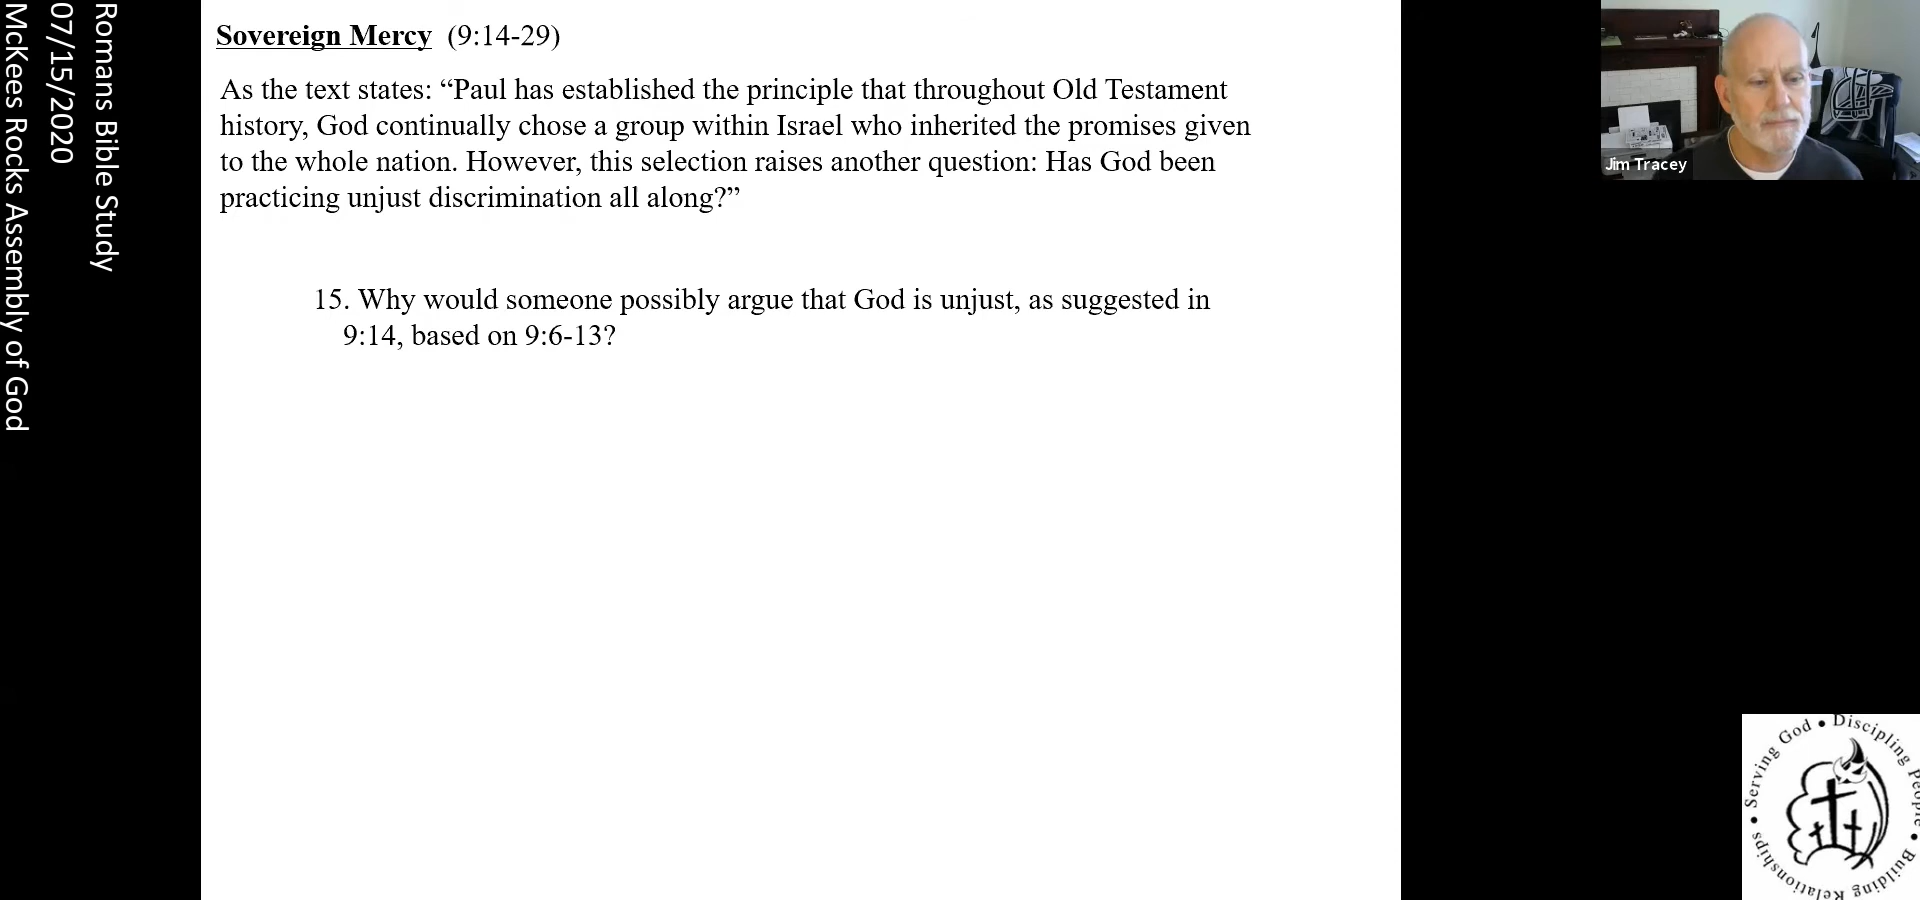 Sovereign Mercy (9:14-29)
As the text states: “Paul has established the principle that throughout Old Testament
history, God continually chose a group within Israel who inherited the promises given
to the whole nation. However, this selection raises another question: Has God been
practicing unjust discrimination all along?”
15. Why would someone possibly argue that God is unjust, as suggested in
9:14, based on 9:6-13?
Romans Bible Study
07/15/2020
McKees Rocks Assembly of God
Jim Tracey
Serving God • Discipling People • Building Relationships •